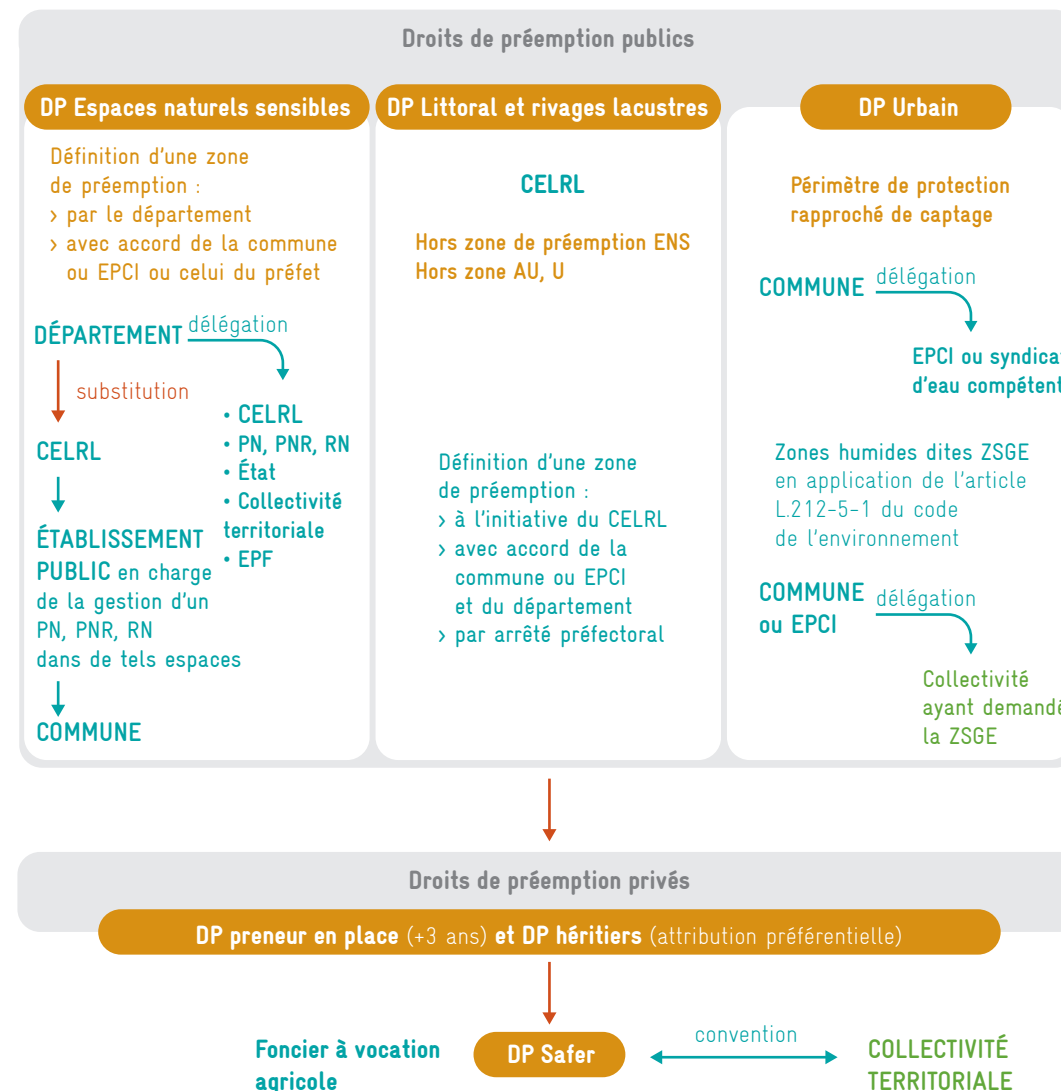 Droits de préemption publics
DP Espaces naturels sensibles
Définition d'une zone
de préemption :
› par le département
› avec accord de la commune
ou EPCI ou celui du préfet
DÉPARTEMENT délégation
substitution
• CELRL
• PN, PNR, RN
• État
• Collectivité
territoriale
• EPF
CELRL
ÉTABLISSEMENT
PUBLIC en charge
de la gestion d'un
PN, PNR, RN
dans de tels espaces
COMMUNE
DP Littoral et rivages lacustres
CELRL
Hors zone de préemption ENS
Hors zone AU, U
Définition d'une zone
de préemption :
› à l'initiative du CELRL
› avec accord de la
commune ou EPCI
et du département
› par arrêté préfectoral
DP Urbain
Périmètre de protection
rapproché de captage
COMMUNE délégation
EPCI ou syndicat
d'eau compétent
Zones humides dites ZSGE
en application de l'article
L.212-5-1 du code
de l'environnement
COMMUNE délégation
ou EPCI
Collectivité
ayant demandé
la ZSGE
Droits de préemption privés
DP preneur en place (+3 ans) et DP héritiers (attribution préférentielle)
Foncier à vocation
agricole
DP Safer
convention
COLLECTIVITÉ
TERRITORIALE